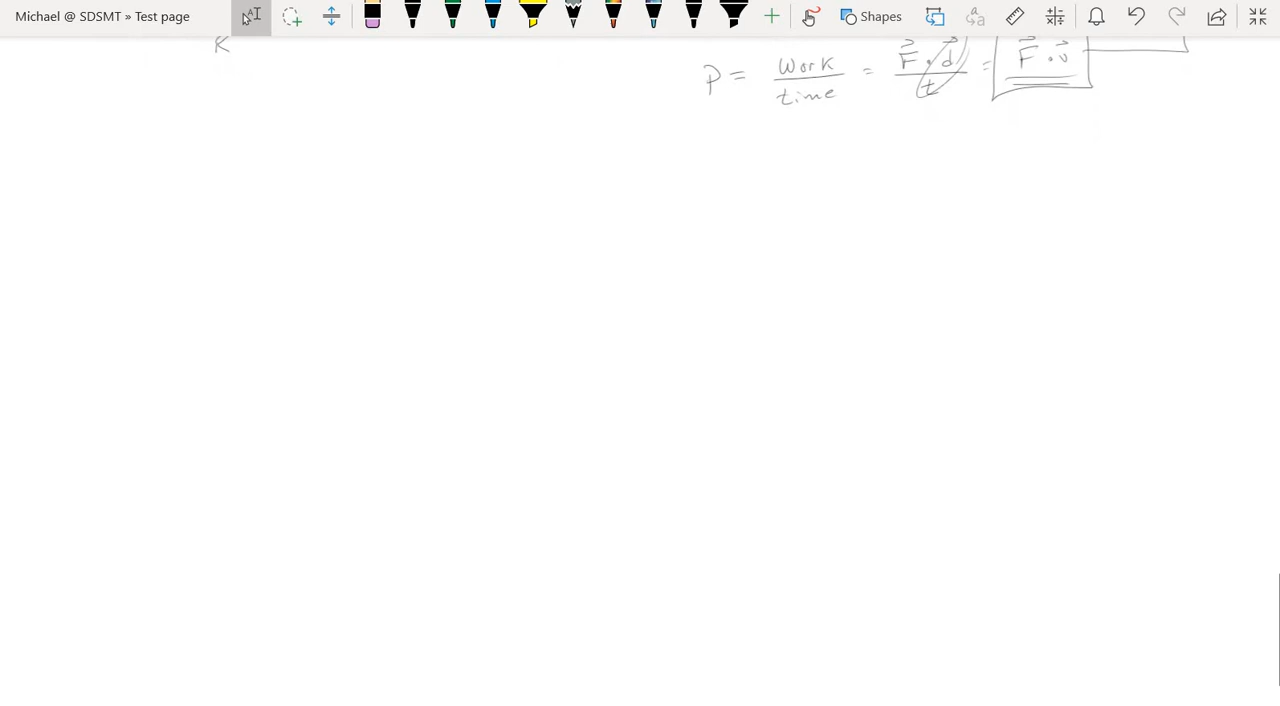 Michael @ SDSMT » Test page
Shapes
K
P = Work / time = F⃗ · d⃗ / t = F⃗ · v⃗